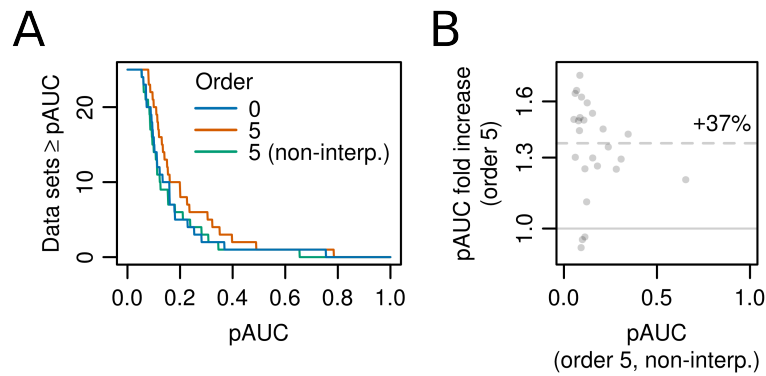 A
Data sets ≥ pAUC
20
10
0
Order
0
5
5 (non-interp.)
0.0 0.2 0.4 0.6 0.8 1.0
pAUC
B
pAUC fold increase
(order 5)
1.6
1.3
1.0
+37%
0.0 0.5 1.0
pAUC
(order 5, non-interp.)